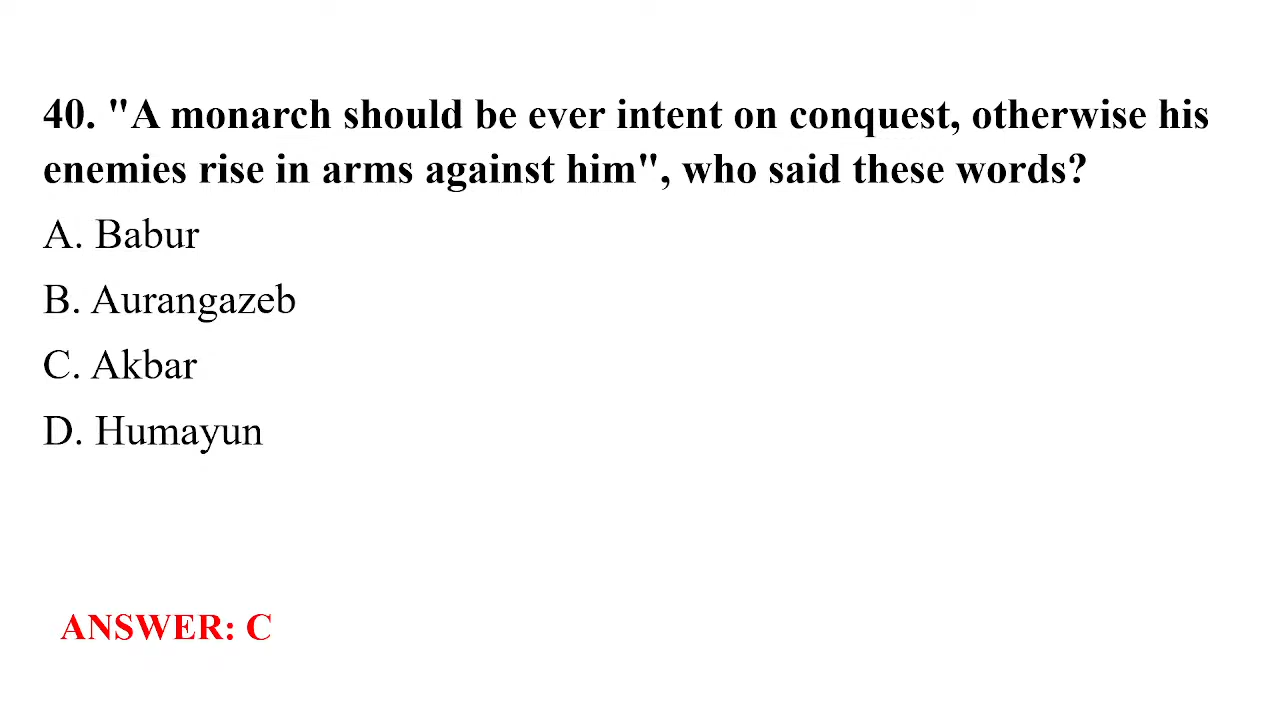 40. "A monarch should be ever intent on conquest, otherwise his
enemies rise in arms against him", who said these words?
A. Babur
B. Aurangazeb
C. Akbar
D. Humayun
ANSWER: C